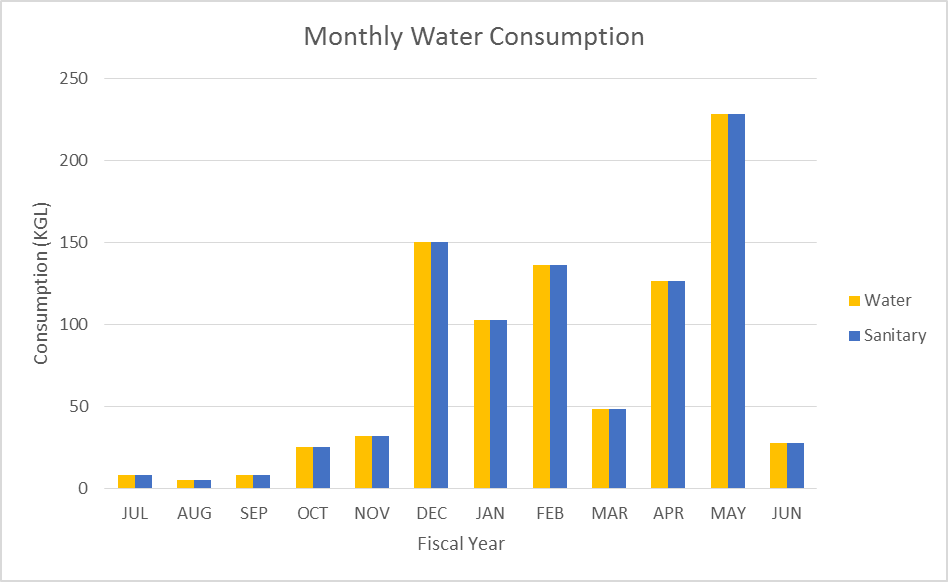 Monthly Water Consumption
250
200
150
100
50
0
Consumption (KGL)
JUL AUG SEP OCT NOV DEC JAN FEB MAR APR MAY JUN
Fiscal Year
Water
Sanitary